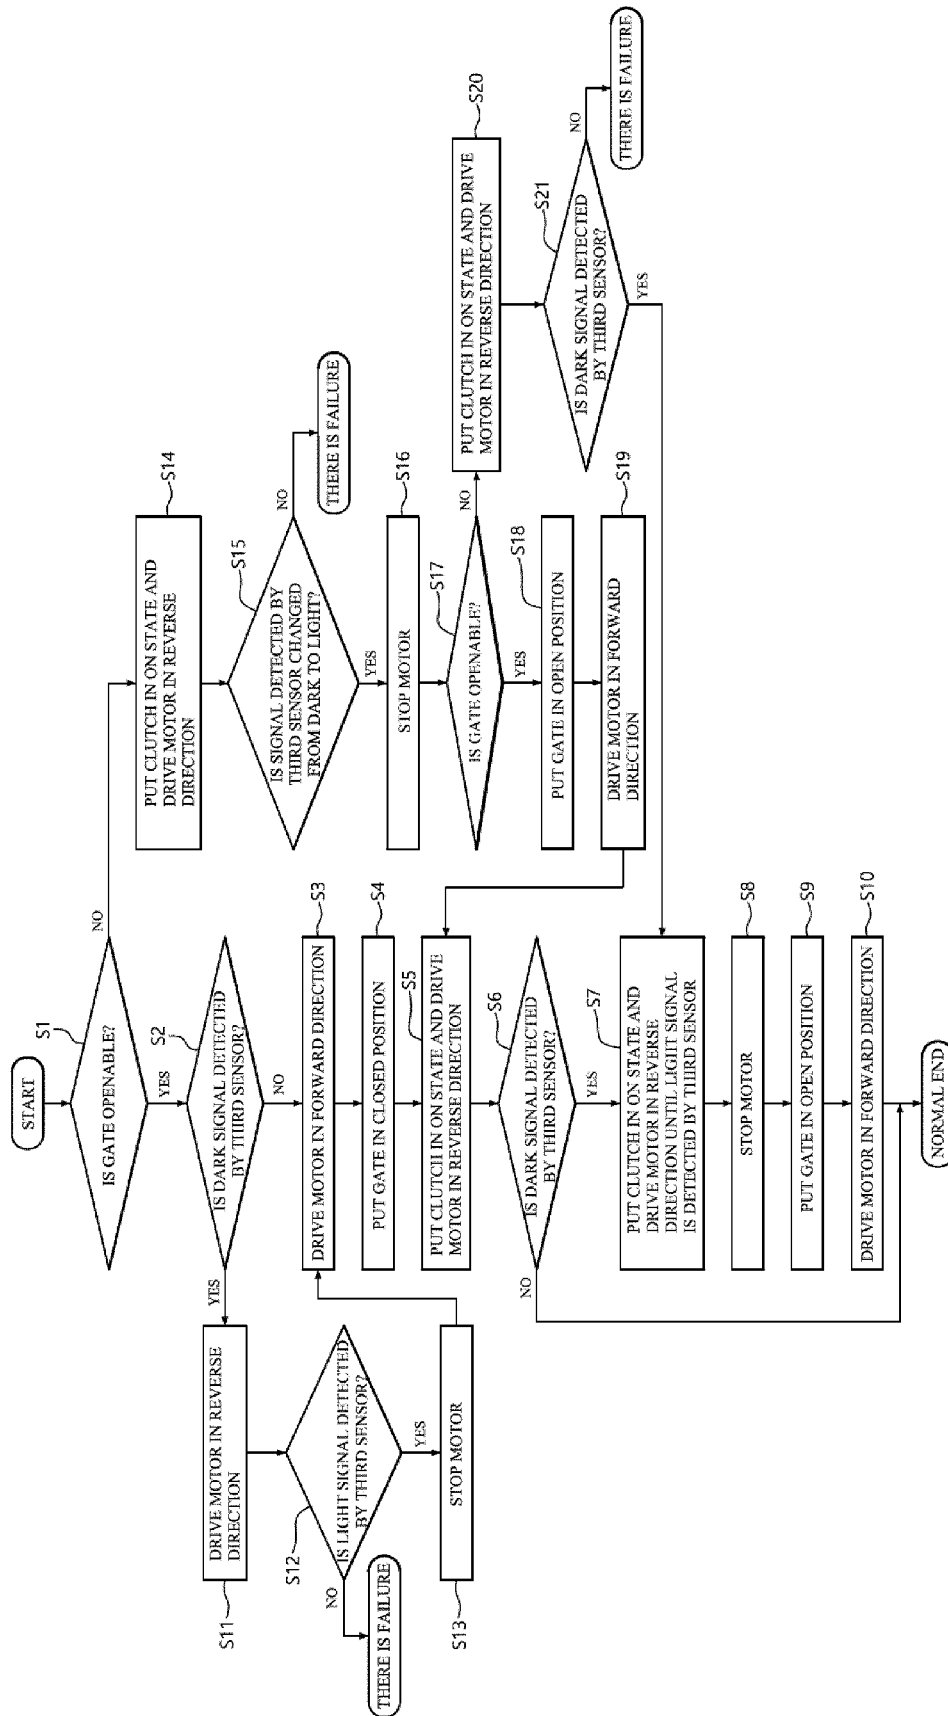 START
S1
IS GATE OPENABLE?
NO
YES
S2
IS DARK SIGNAL DETECTED
BY THIRD SENSOR?
YES
NO
S3
DRIVE MOTOR IN FORWARD DIRECTION
S4
PUT GATE IN CLOSED POSITION
S5
PUT CLUTCH IN ON STATE AND DRIVE
MOTOR IN REVERSE DIRECTION
S6
IS DARK SIGNAL DETECTED
BY THIRD SENSOR?
NO
YES
S7
PUT CLUTCH IN ON STATE AND
DRIVE MOTOR IN REVERSE
DIRECTION UNTIL LIGHT SIGNAL
IS DETECTED BY THIRD SENSOR
S8
STOP MOTOR
S9
PUT GATE IN OPEN POSITION
S10
DRIVE MOTOR IN FORWARD DIRECTION
NORMAL END
S11
DRIVE MOTOR IN REVERSE
DIRECTION
S12
IS LIGHT SIGNAL DETECTED
BY THIRD SENSOR?
NO
YES
THERE IS FAILURE
S13
STOP MOTOR
S14
PUT CLUTCH IN ON STATE AND
DRIVE MOTOR IN REVERSE
DIRECTION
S15
IS SIGNAL DETECTED BY
THIRD SENSOR CHANGED
FROM DARK TO LIGHT?
NO
THERE IS FAILURE
YES
S16
STOP MOTOR
S17
IS GATE OPENABLE?
NO
YES
S18
PUT GATE IN OPEN POSITION
S19
DRIVE MOTOR IN FORWARD
DIRECTION
S20
PUT CLUTCH IN ON STATE AND DRIVE
MOTOR IN REVERSE DIRECTION
S21
IS DARK SIGNAL DETECTED
BY THIRD SENSOR?
NO
THERE IS FAILURE
YES